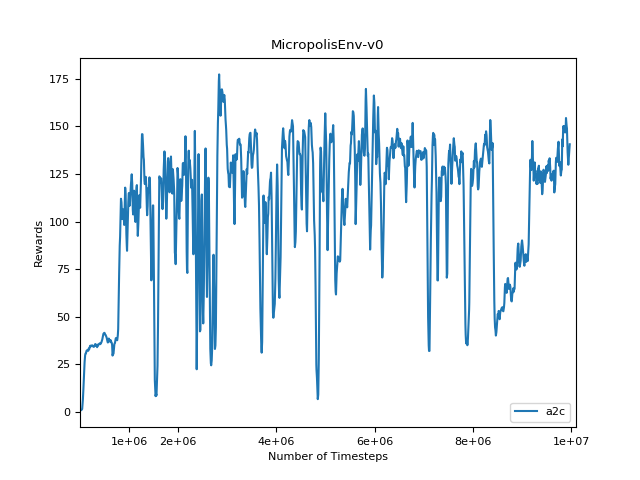 MicropolisEnv-v0
175
150
125
100
75
50
25
0
Rewards
a2c
1e+06
2e+06
4e+06
6e+06
8e+06
1e+07
Number of Timesteps